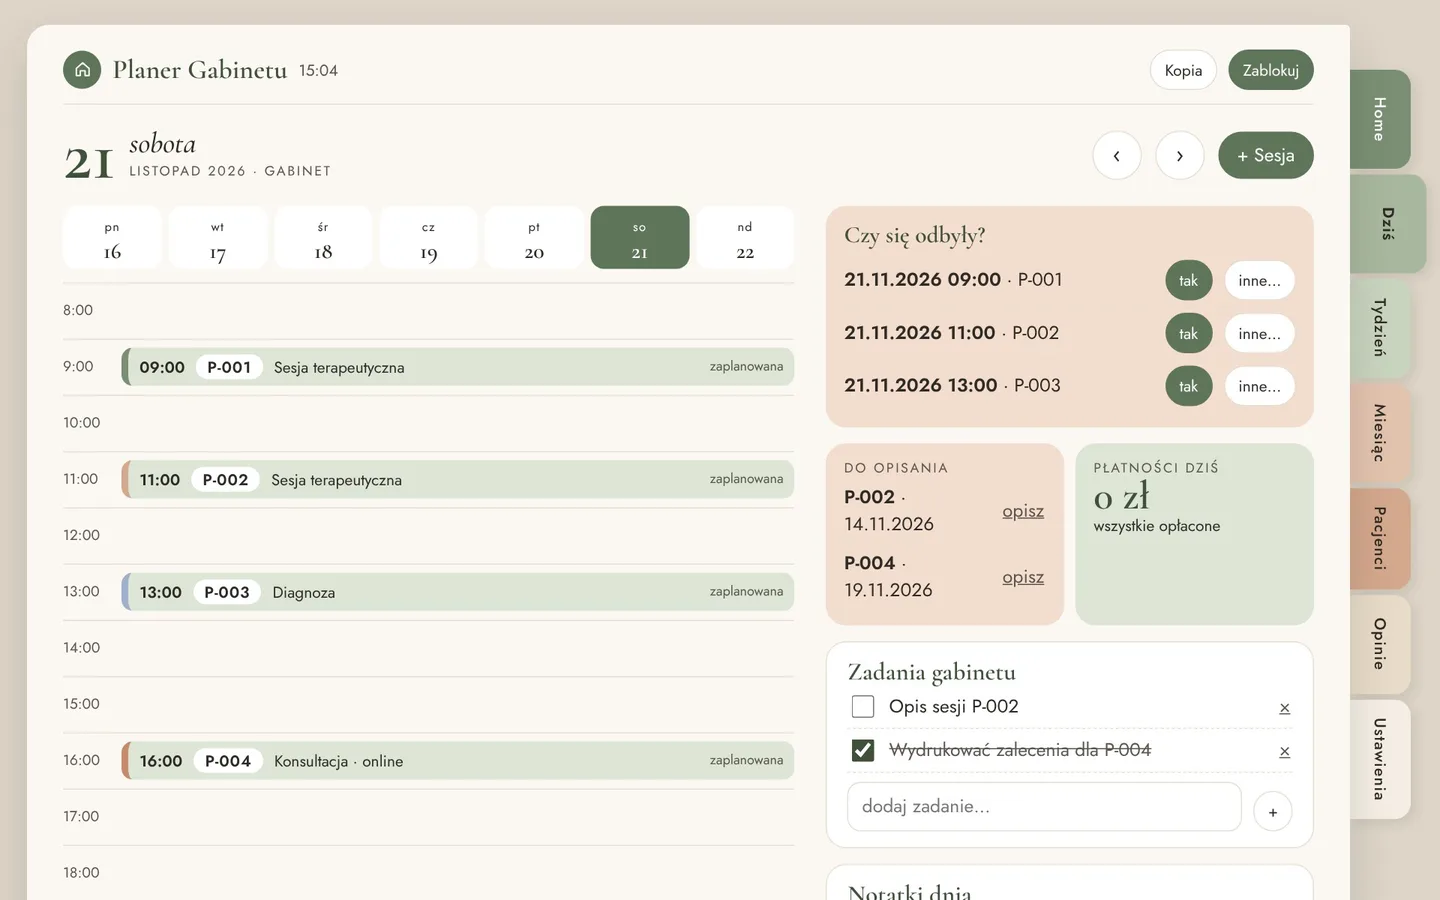 Planer Gabinetu 15:04
Kopia
Zablokuj
21 sobota
LISTOPAD 2026 · GABINET
‹
›
+ Sesja
pn 16
wt 17
śr 18
cz 19
pt 20
so 21
nd 22
8:00
9:00
09:00 P-001 Sesja terapeutyczna zaplanowana
10:00
11:00
11:00 P-002 Sesja terapeutyczna zaplanowana
12:00
13:00
13:00 P-003 Diagnoza zaplanowana
14:00
15:00
16:00
16:00 P-004 Konsultacja · online zaplanowana
17:00
18:00
Czy się odbyły?
21.11.2026 09:00 · P-001 tak inne...
21.11.2026 11:00 · P-002 tak inne...
21.11.2026 13:00 · P-003 tak inne...
DO OPISANIA
P-002 ·
14.11.2026
opisz
P-004 ·
19.11.2026
opisz
PŁATNOŚCI DZIŚ
0 zł
wszystkie opłacone
Zadania gabinetu
Opis sesji P-002 ×
Wydrukować zalecenia dla P-004 ×
dodaj zadanie...
+
Notatki dnia
Home
Dziś
Tydzień
Miesiąc
Pacjenci
Opinie
Ustawienia